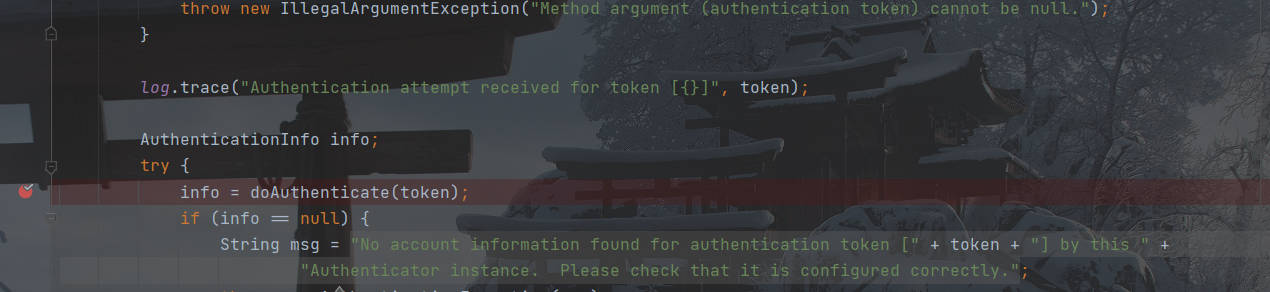 throw new IllegalArgumentException("Method argument (authentication token) cannot be null.");
}
log.trace("Authentication attempt received for token [{}]", token);
AuthenticationInfo info;
try {
info = doAuthenticate(token);
if (info == null) {
String msg = "No account information found for authentication token [" + token + "] by this " +
"Authenticator instance.  Please check that it is configured correctly.";